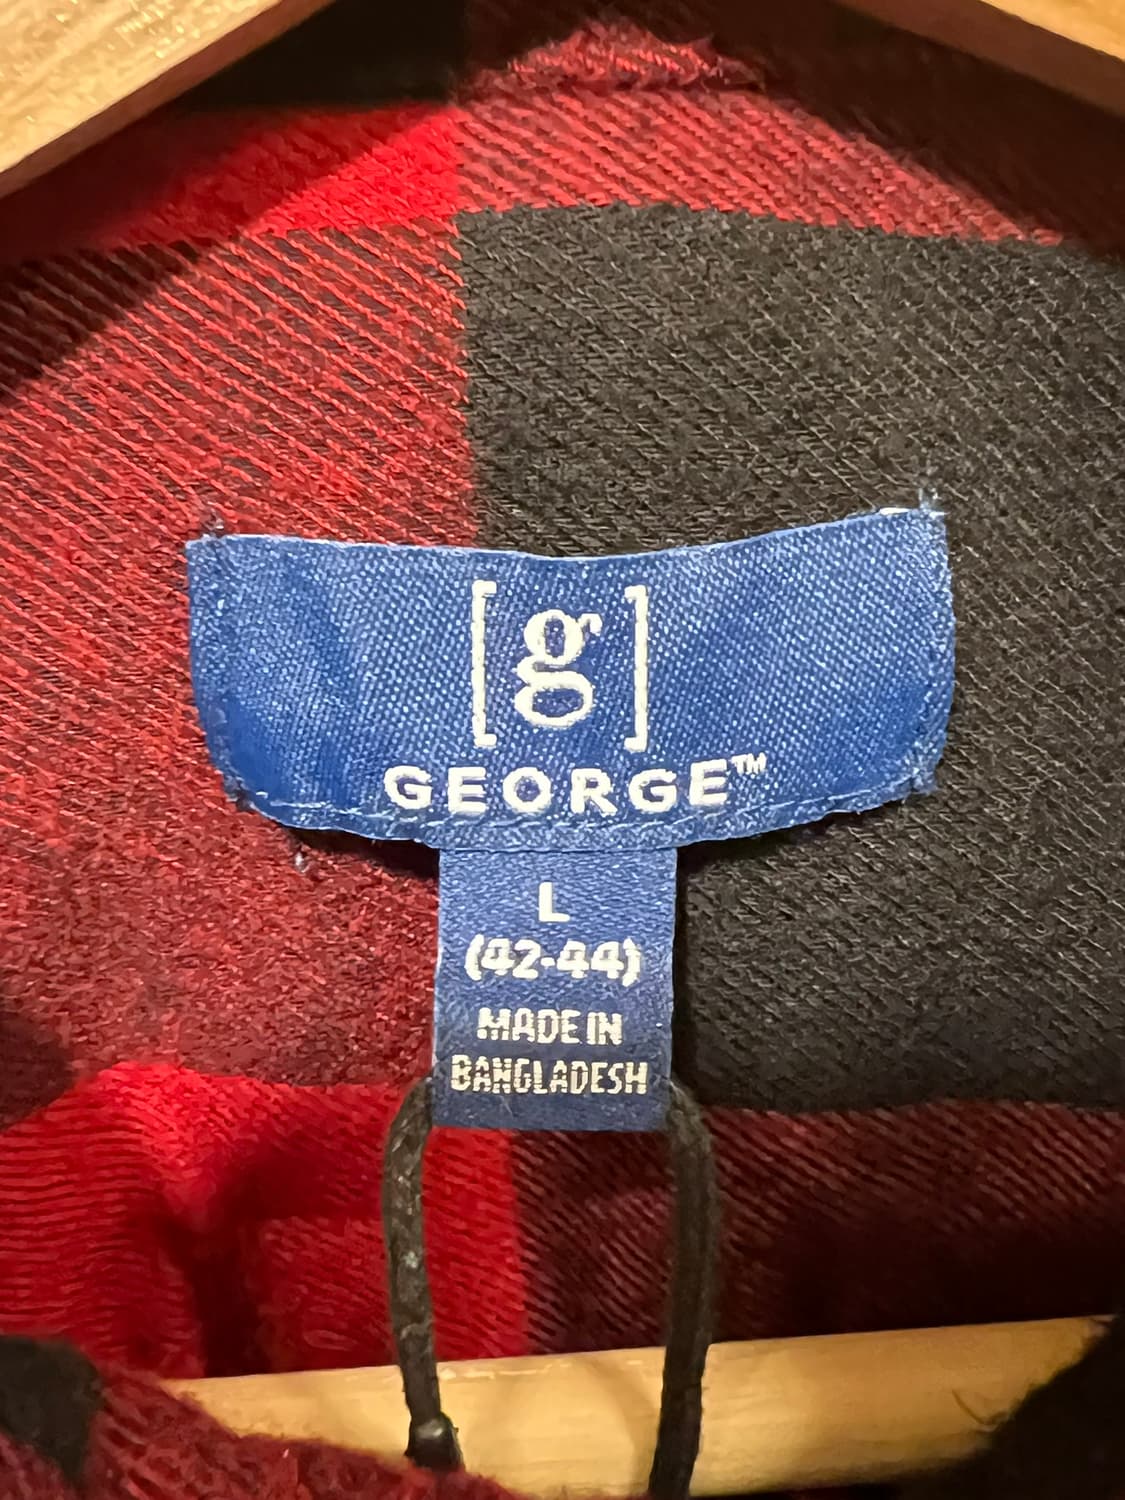 [g]
GEORGE™
L
(42-44)
MADE IN
BANGLADESH